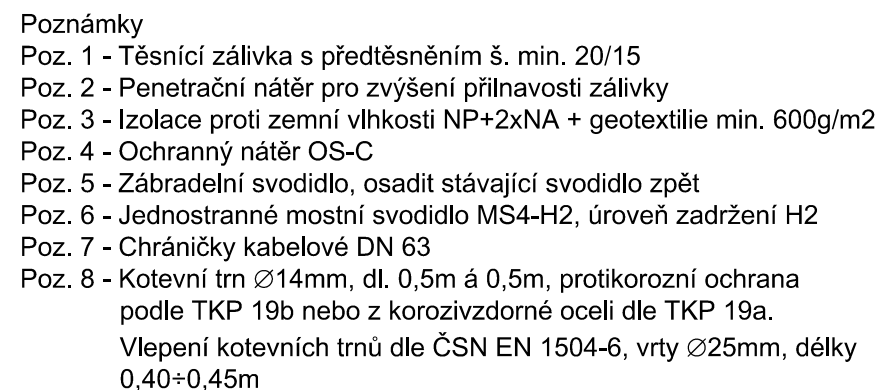 Poznámky
Poz. 1 - Těsnící zálivka s předtěsněním š. min. 20/15
Poz. 2 - Penetrační nátěr pro zvýšení přilnavosti zálivky
Poz. 3 - Izolace proti zemní vlhkosti NP+2xNA + geotextilie min. 600g/m2
Poz. 4 - Ochranný nátěr OS-C
Poz. 5 - Zábradelní svodidlo, osadit stávající svodidlo zpět
Poz. 6 - Jednostranné mostní svodidlo MS4-H2, úroveň zadržení H2
Poz. 7 - Chráničky kabelové DN 63
Poz. 8 - Kotevní trn ∅14mm, dl. 0,5m á 0,5m, protikorozní ochrana
podle TKP 19b nebo z korozivzdorné oceli dle TKP 19a.
Vlepení kotevních trnů dle ČSN EN 1504-6, vrty ∅25mm, délky
0,40÷0,45m